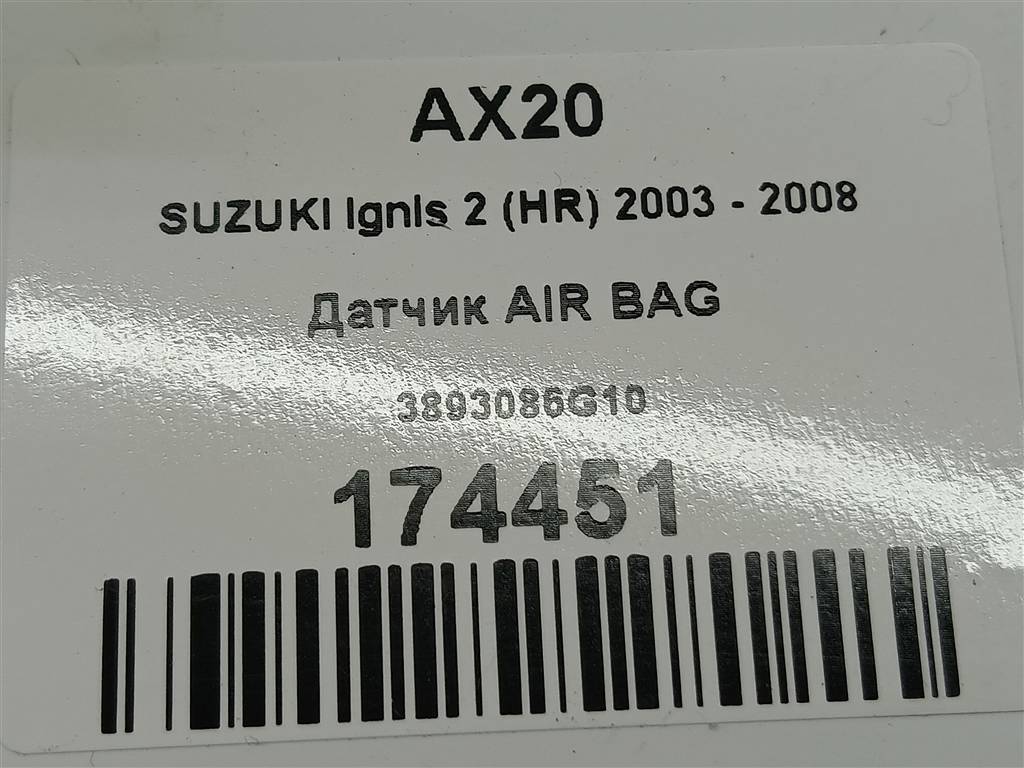 AX20
SUZUKI Ignis 2 (HR) 2003 - 2008
Датчик AIR BAG
3893086G10
174451